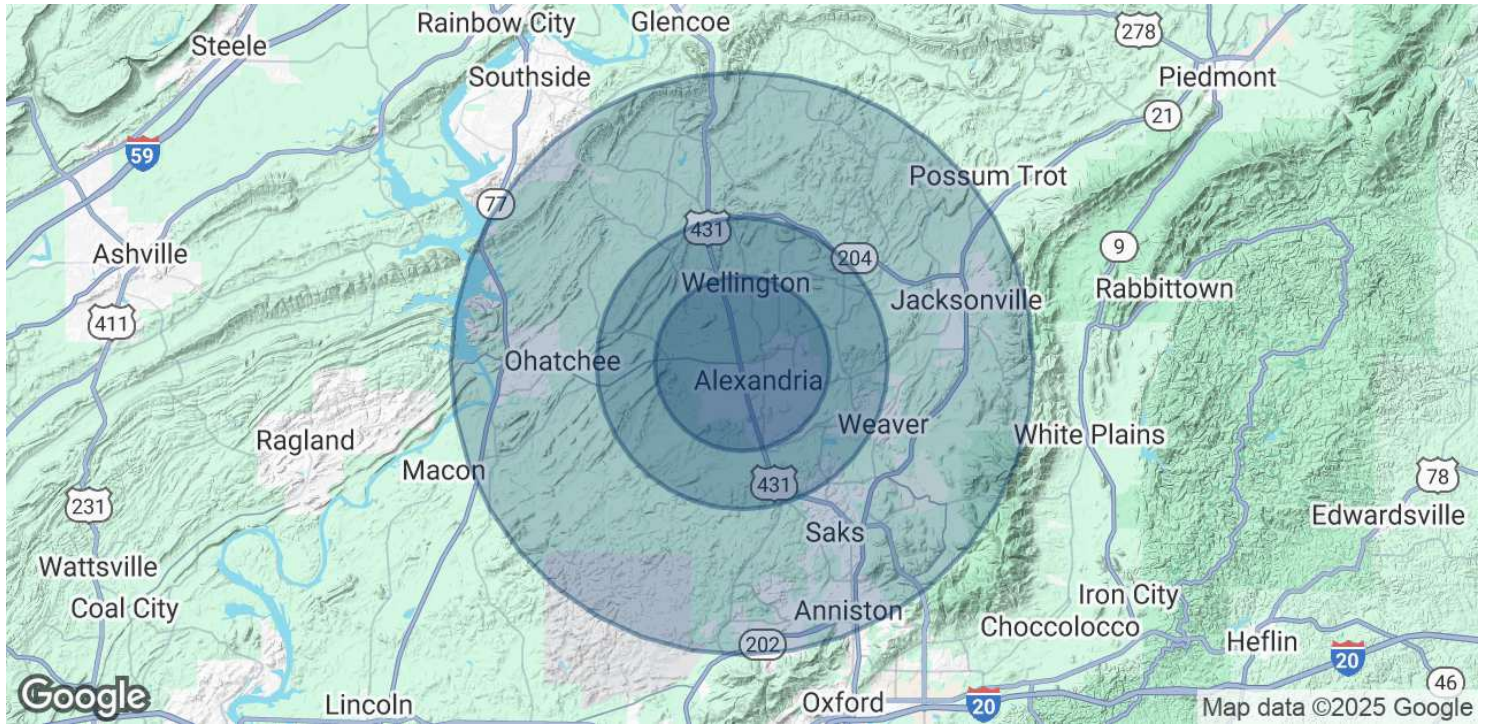 Rainbow City
Glencoe
Steele
278
Southside
Piedmont
21
59
Possum Trot
77
431
9
Ashville
204
Wellington
Rabbittown
Jacksonville
411
Ohatchee
Alexandria
Weaver
Ragland
White Plains
Macon
78
431
231
Edwardsville
Saks
Wattsville
Iron City
Coal City
Anniston
Choccolocco
Heflin
202
20
46
Google
Lincoln
Oxford
20
Map data ©2025 Google